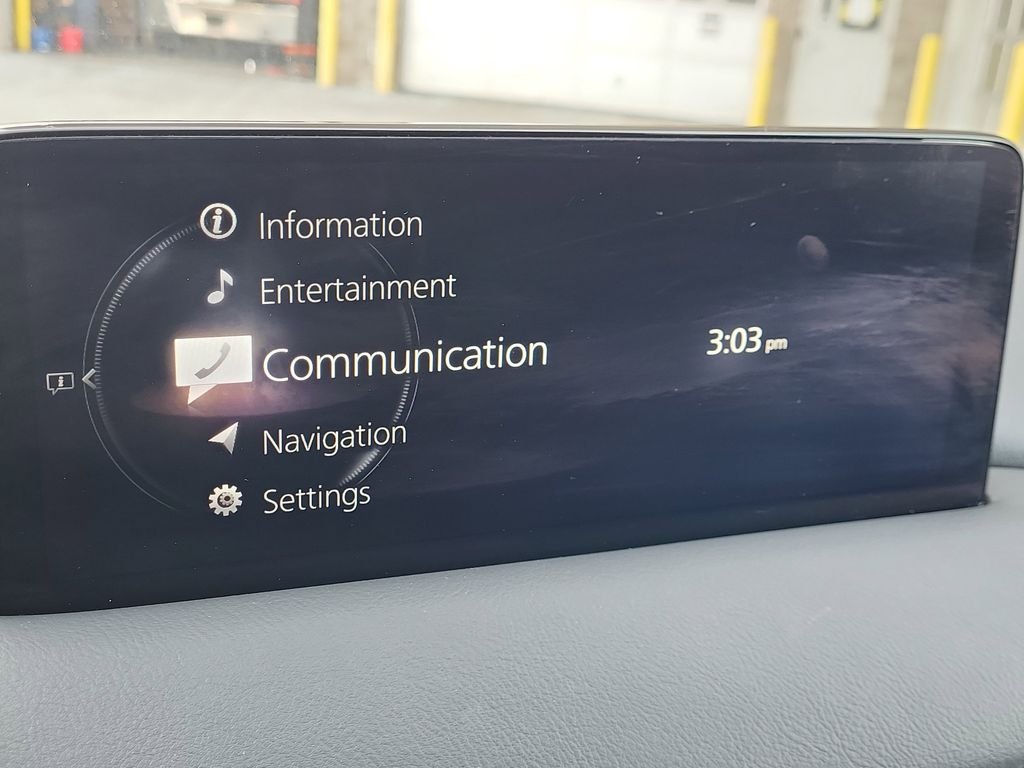 Information
Entertainment
Communication
3:03 pm
Navigation
Settings